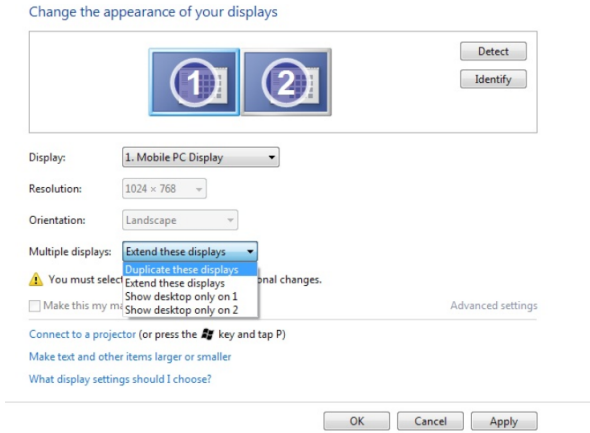 Change the appearance of your displays
1
2
Detect
Identify
Display: 1. Mobile PC Display
Resolution: 1024 × 768
Orientation: Landscape
Multiple displays: Extend these displays
Duplicate these displays
Extend these displays
Show desktop only on 1
Show desktop only on 2
You must selec
onal changes.
Make this my ma
Advanced settings
Connect to a projector (or press the key and tap P)
Make text and other items larger or smaller
What display settings should I choose?
OK Cancel Apply